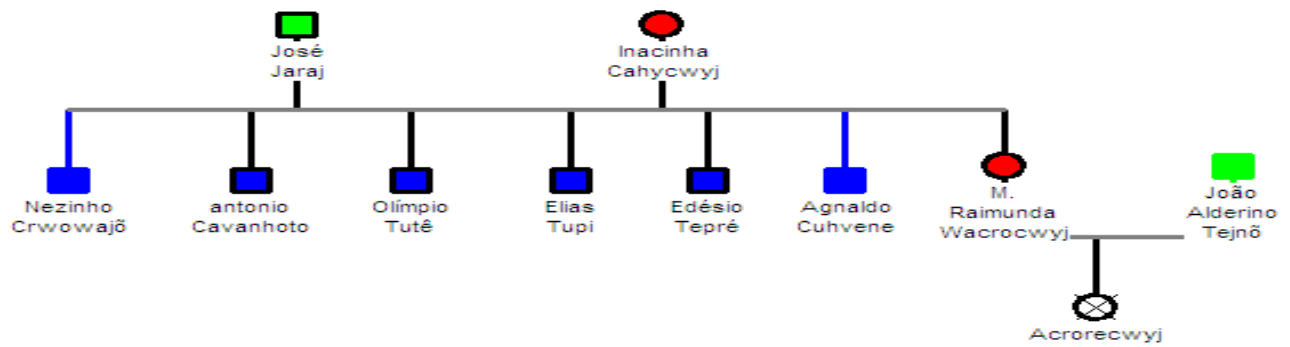 José
Jaraj
Inacinha
Cahycwyj
Nezinho
Crwowajõ
antonio
Cavanhoto
Olímpio
Tutê
Elias
Tupi
Edésio
Tepré
Agnaldo
Cuhvene
M.
Raimunda
Wacrocwyj
João
Alderino
Tejnõ
Acrorecwyj